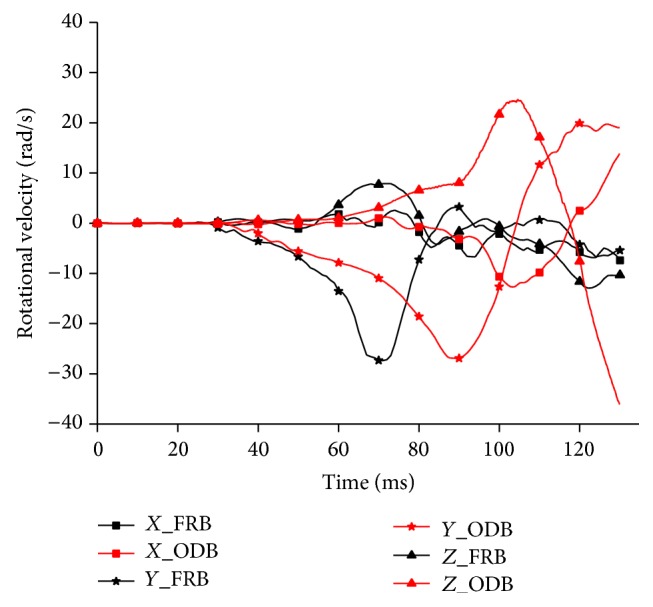 40
30
20
10
0
−10
−20
−30
−40
Rotational velocity (rad/s)
0 20 40 60 80 100 120
Time (ms)
X_FRB
X_ODB
Y_FRB
Y_ODB
Z_FRB
Z_ODB